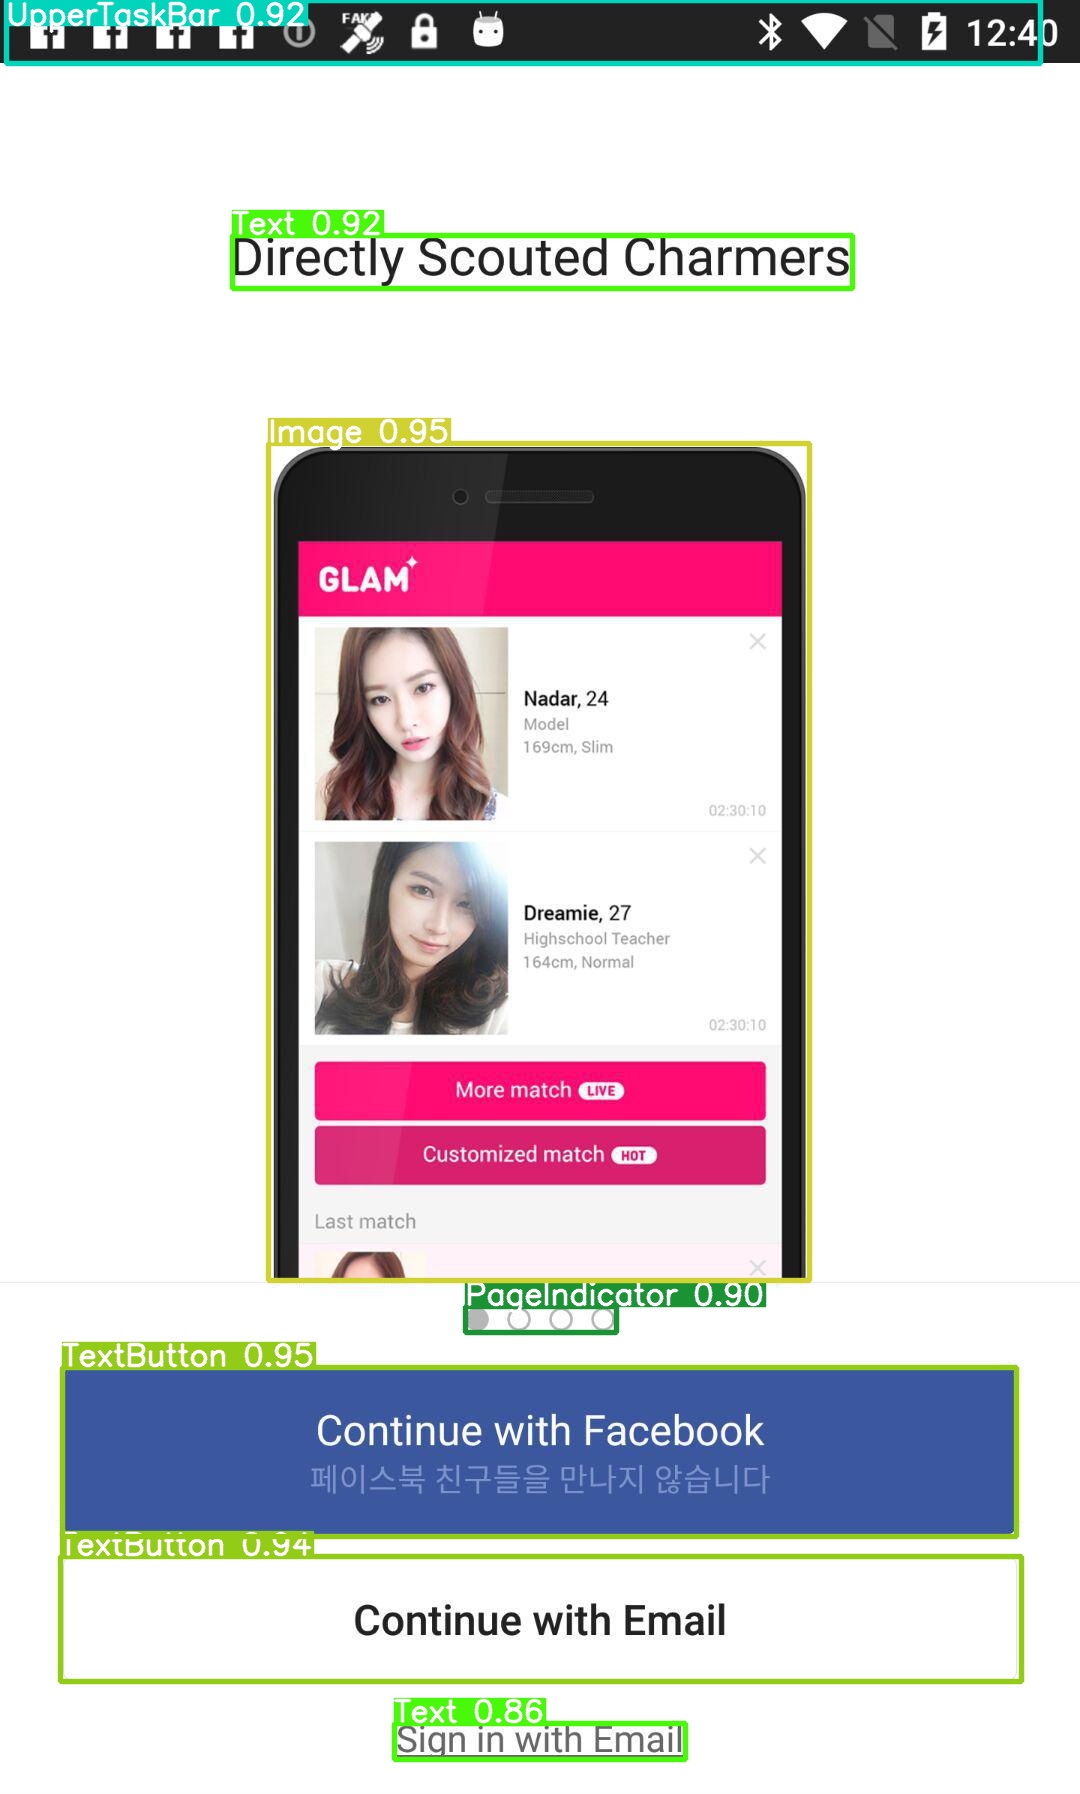 UpperTaskBar 0.92
FAKE
12:40
Text 0.92
Directly Scouted Charmers
Image 0.95
GLAM
Nadar, 24
Model
169cm, Slim
02:30:10
Dreamie, 27
Highschool Teacher
164cm, Normal
02:30:10
More match LIVE
Customized match HOT
Last match
PageIndicator 0.90
TextButton 0.95
Continue with Facebook
페이스북 친구들을 만나지 않습니다
TextButton 0.94
Continue with Email
Text 0.86
Sign in with Email